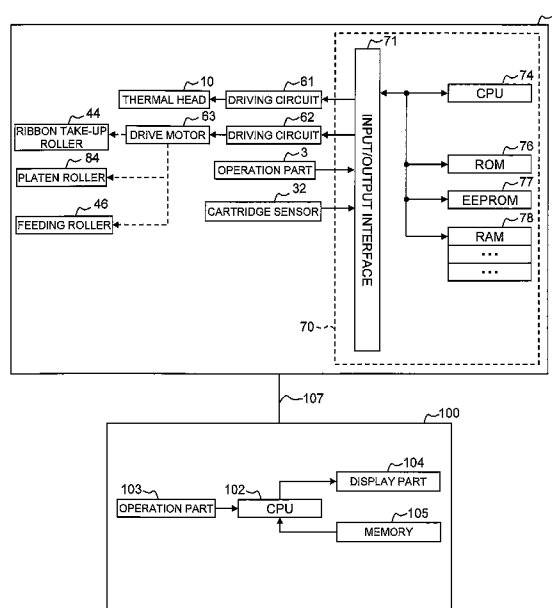 71
10
61
74
THERMAL HEAD
DRIVING CIRCUIT
CPU
44
63
62
RIBBON TAKE-UP
ROLLER
DRIVE MOTOR
DRIVING CIRCUIT
84
3
76
PLATEN ROLLER
OPERATION PART
ROM
46
32
77
FEEDING ROLLER
CARTRIDGE SENSOR
EEPROM
78
RAM
...
...
INPUT/OUTPUT INTERFACE
70
107
100
104
103
102
DISPLAY PART
OPERATION PART
CPU
105
MEMORY